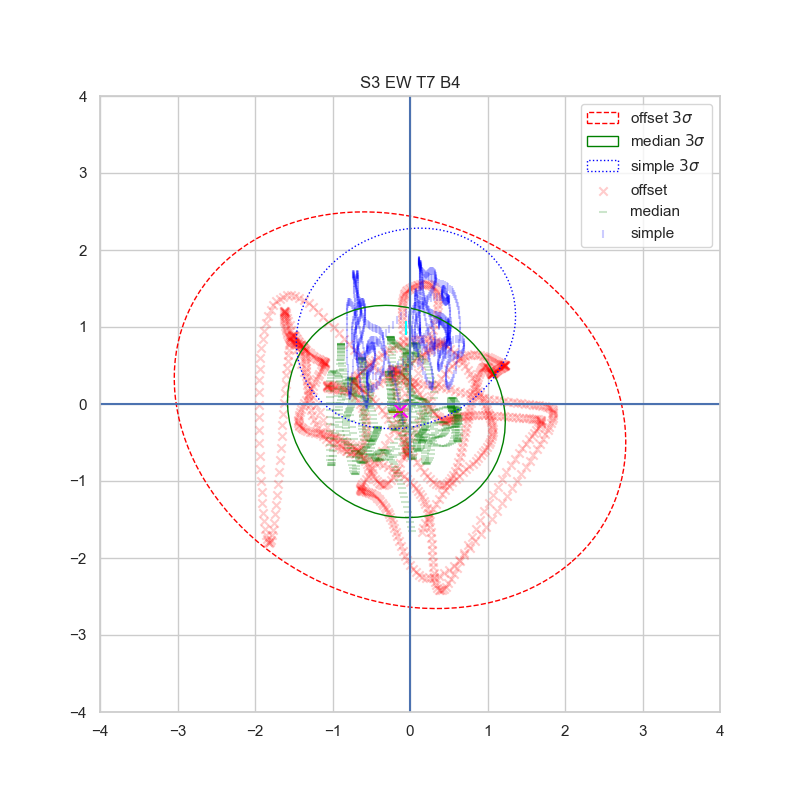 S3 EW T7 B4
offset 3σ
median 3σ
simple 3σ
offset
median
simple
4
3
2
1
0
−1
−2
−3
−4
−4 −3 −2 −1 0 1 2 3 4